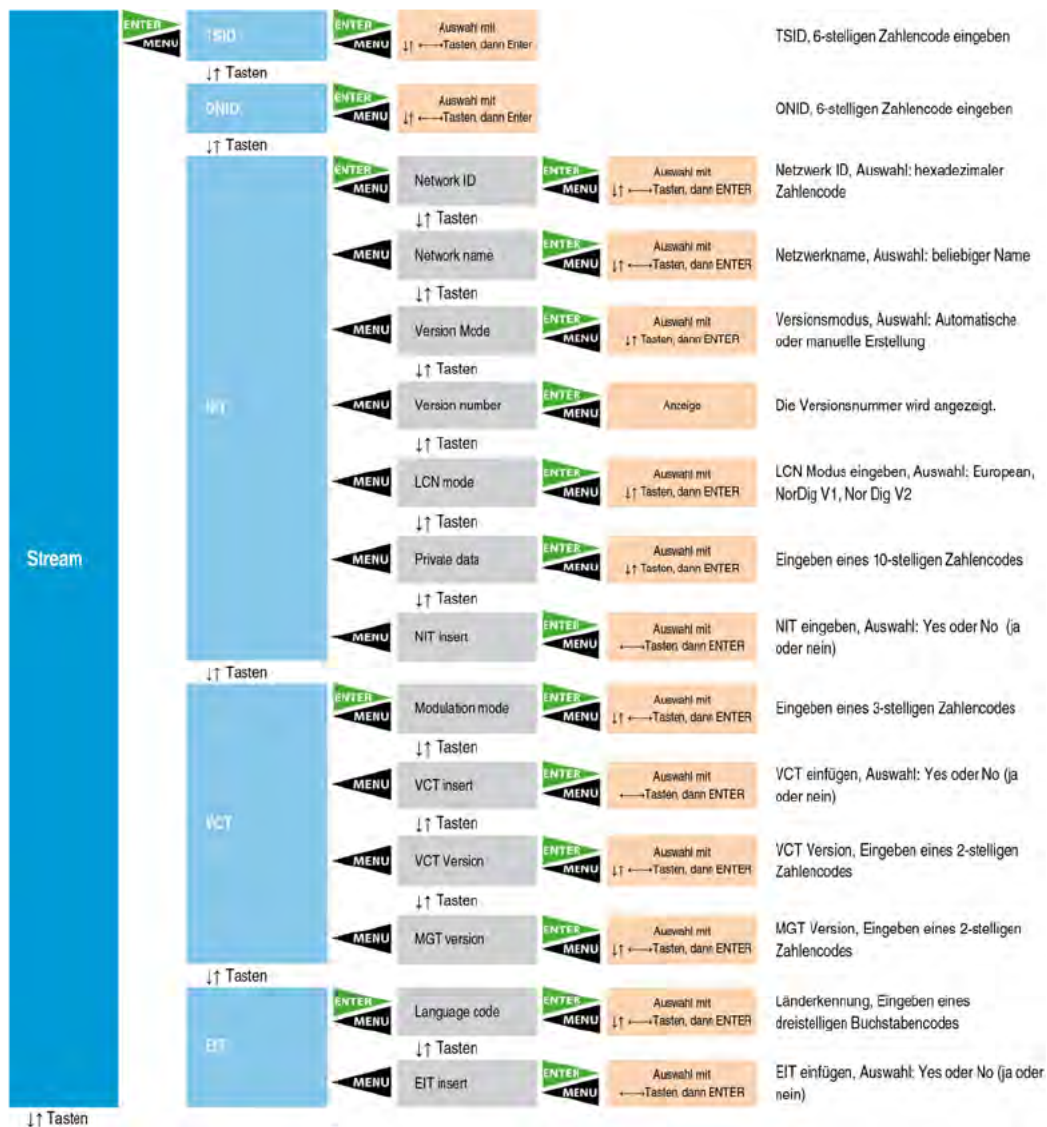 ENTER MENU TSID ENTER MENU Auswahl mit
↓↑ ←→Tasten, dann Enter
TSID, 6-stelligen Zahlencode eingeben
↓↑ Tasten
ONID ENTER MENU Auswahl mit
↓↑ ←→Tasten, dann Enter
ONID, 6-stelligen Zahlencode eingeben
↓↑ Tasten
Stream
NIT
ENTER MENU Network ID ENTER MENU Auswahl mit
↓↑ ←→Tasten, dann ENTER
Netzwerk ID, Auswahl: hexadezimaler
Zahlencode
↓↑ Tasten
MENU Network name ENTER MENU Auswahl mit
↓↑ ←→Tasten, dann ENTER
Netzwerkname, Auswahl: beliebiger Name
↓↑ Tasten
MENU Version Mode ENTER MENU Auswahl mit
↓↑ Tasten, dann ENTER
Versionsmodus, Auswahl: Automatische
oder manuelle Erstellung
↓↑ Tasten
MENU Version number ENTER MENU Anzeige
Die Versionsnummer wird angezeigt.
↓↑ Tasten
MENU LCN mode ENTER MENU Auswahl mit
↓↑ Tasten, dann ENTER
LCN Modus eingeben, Auswahl: European,
NorDig V1, Nor Dig V2
↓↑ Tasten
MENU Private data ENTER MENU Auswahl mit
↓↑ Tasten, dann ENTER
Eingeben eines 10-stelligen Zahlencodes
↓↑ Tasten
MENU NIT insert ENTER MENU Auswahl mit
←→Tasten, dann ENTER
NIT eingeben, Auswahl: Yes oder No (ja
oder nein)
↓↑ Tasten
VCT
ENTER MENU Modulation mode ENTER MENU Auswahl mit
↓↑ ←→Tasten, dann ENTER
Eingeben eines 3-stelligen Zahlencodes
↓↑ Tasten
MENU VCT insert ENTER MENU Auswahl mit
←→Tasten, dann ENTER
VCT einfügen, Auswahl: Yes oder No (ja
oder nein)
↓↑ Tasten
MENU VCT Version ENTER MENU Auswahl mit
↓↑ ←→Tasten, dann ENTER
VCT Version, Eingeben eines 2-stelligen
Zahlencodes
↓↑ Tasten
MENU MGT version ENTER MENU Auswahl mit
↓↑ ←→Tasten, dann ENTER
MGT Version, Eingeben eines 2-stelligen
Zahlencodes
↓↑ Tasten
EIT
ENTER MENU Language code ENTER MENU Auswahl mit
↓↑ ←→Tasten, dann ENTER
Länderkennung, Eingeben eines
dreistelligen Buchstabencodes
↓↑ Tasten
MENU EIT insert ENTER MENU Auswahl mit
←→Tasten, dann ENTER
EIT einfügen, Auswahl: Yes oder No (ja oder
nein)
↓↑ Tasten